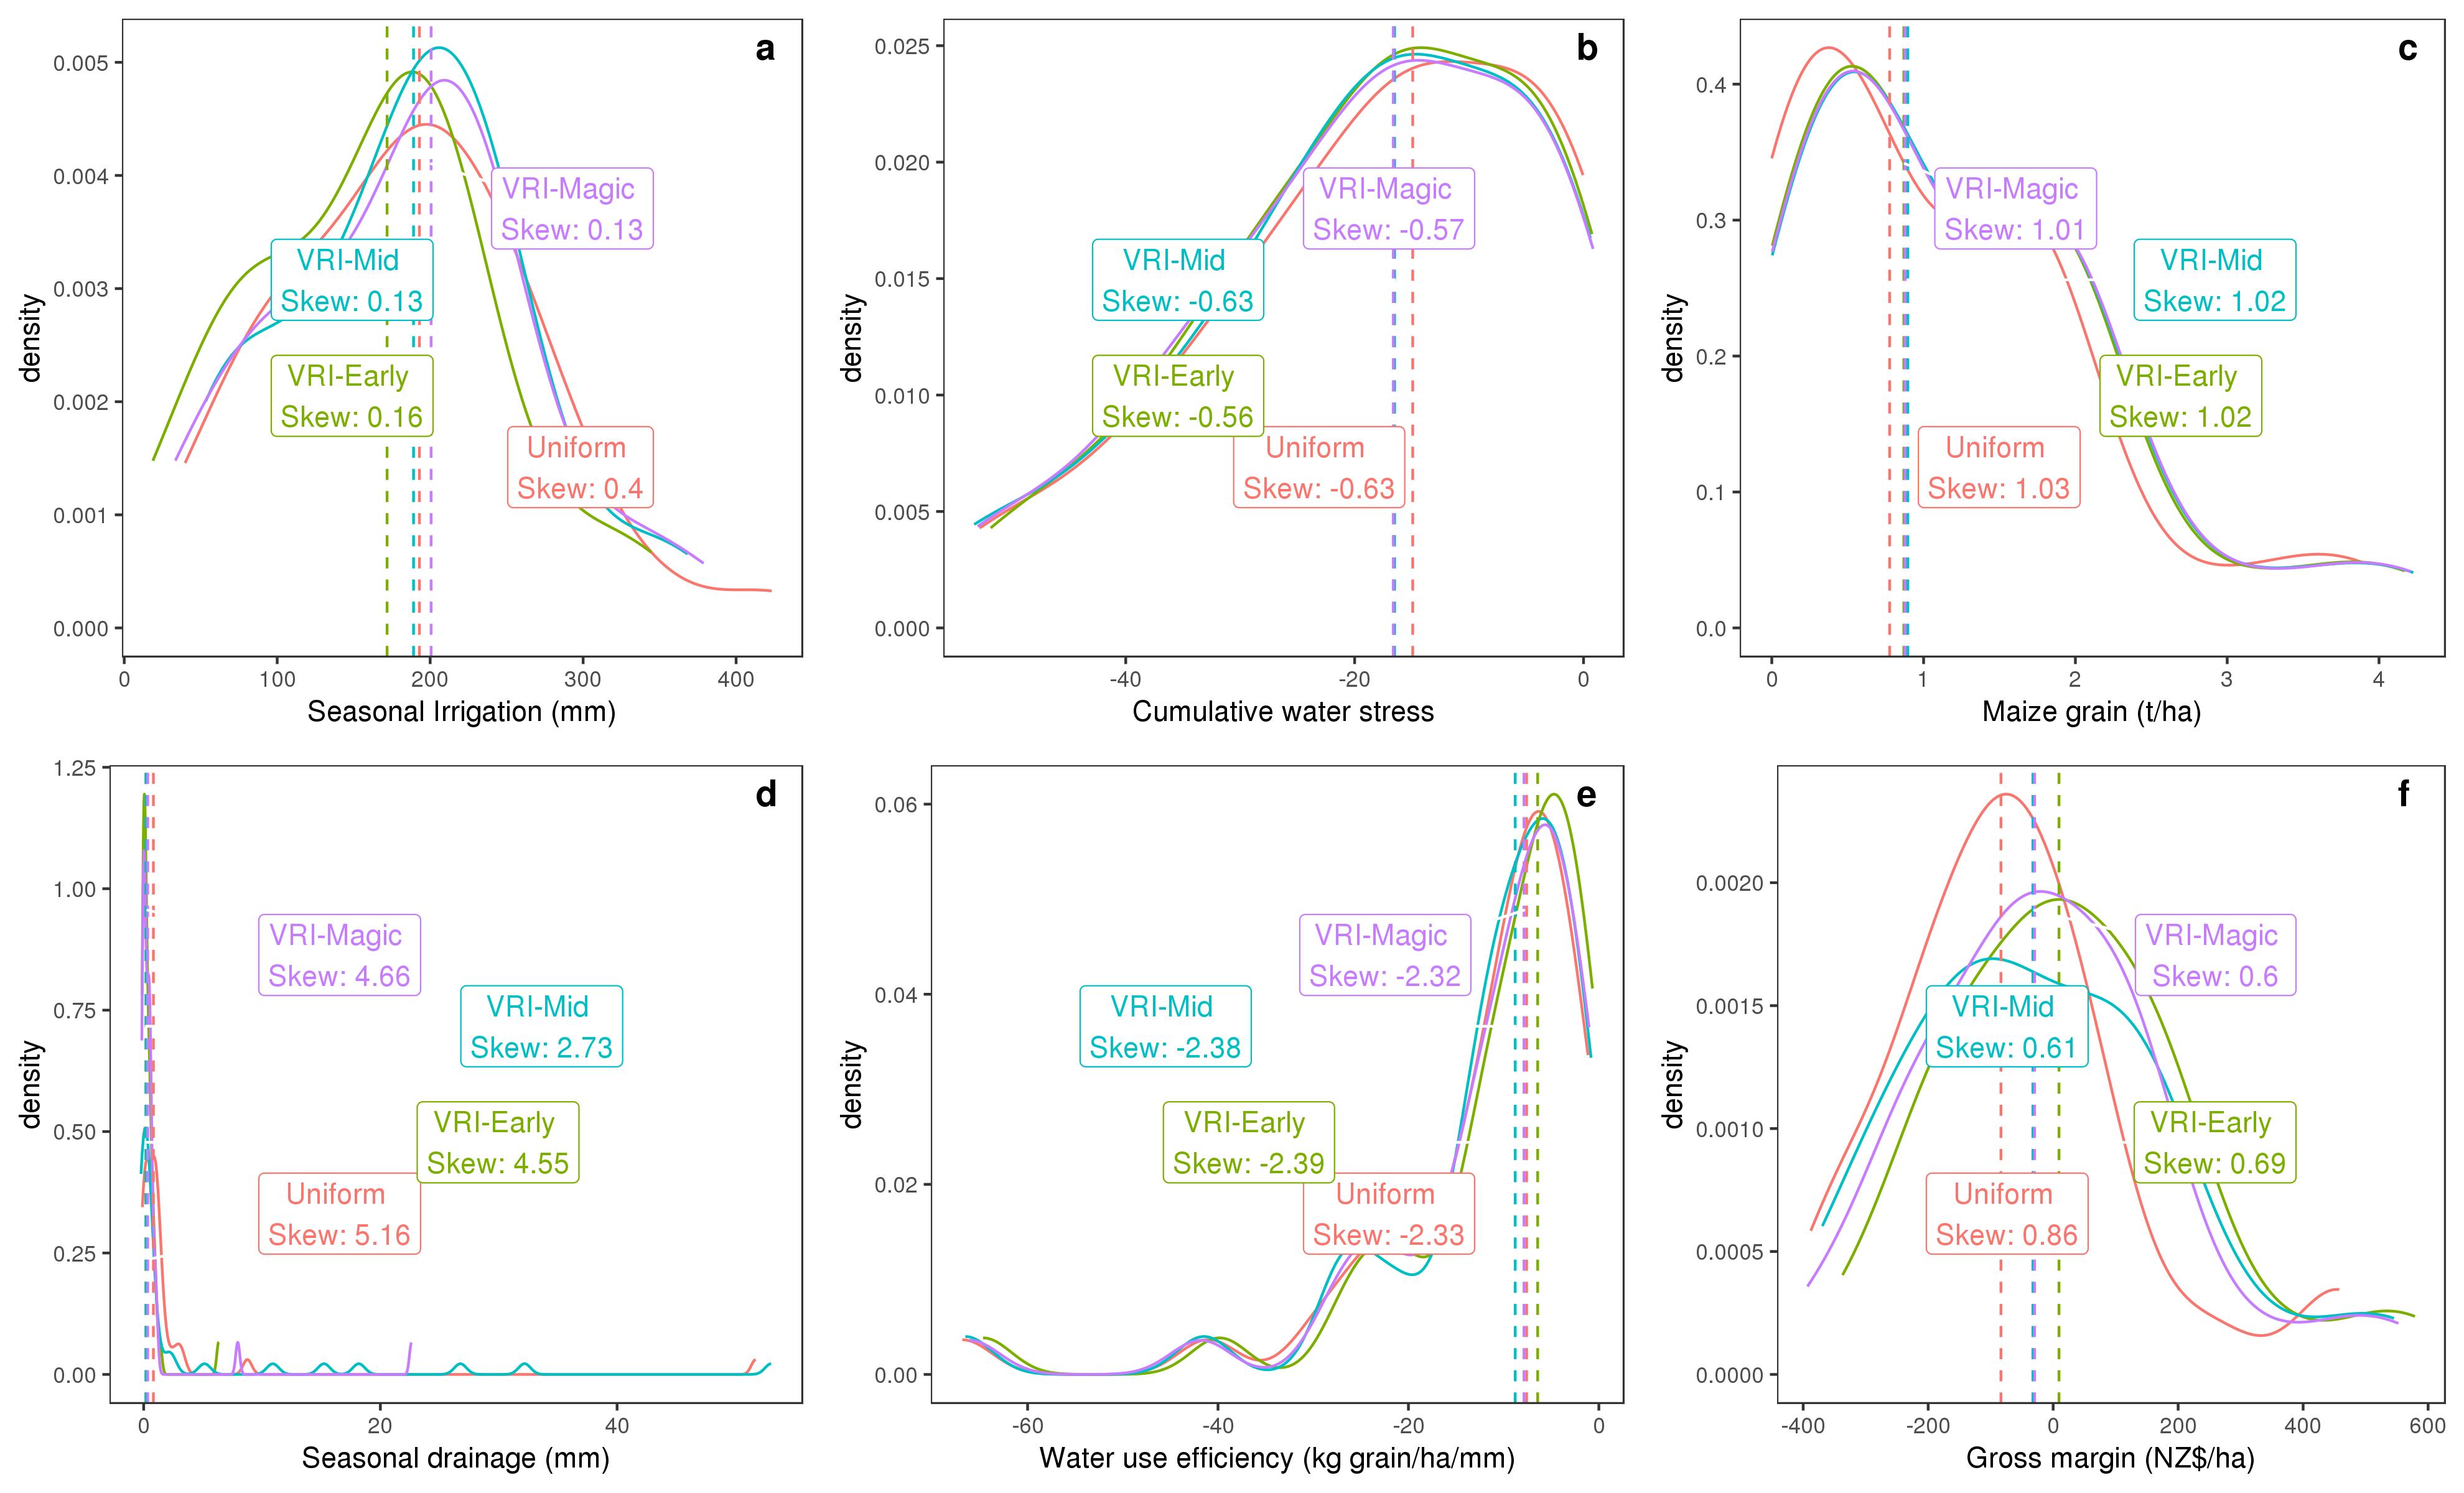 a
0.005
0.004
0.003
0.002
0.001
0.000
density
VRI-Magic
Skew: 0.13
VRI-Mid
Skew: 0.13
VRI-Early
Skew: 0.16
Uniform
Skew: 0.4
0 100 200 300 400
Seasonal Irrigation (mm)
b
0.025
0.020
0.015
0.010
0.005
0.000
density
VRI-Magic
Skew: -0.57
VRI-Mid
Skew: -0.63
VRI-Early
Skew: -0.56
Uniform
Skew: -0.63
-40 -20 0
Cumulative water stress
c
0.4
0.3
0.2
0.1
0.0
density
VRI-Magic
Skew: 1.01
VRI-Mid
Skew: 1.02
VRI-Early
Skew: 1.02
Uniform
Skew: 1.03
0 1 2 3 4
Maize grain (t/ha)
d
1.25
1.00
0.75
0.50
0.25
0.00
density
VRI-Magic
Skew: 4.66
VRI-Mid
Skew: 2.73
VRI-Early
Skew: 4.55
Uniform
Skew: 5.16
0 20 40
Seasonal drainage (mm)
e
0.06
0.04
0.02
0.00
density
VRI-Magic
Skew: -2.32
VRI-Mid
Skew: -2.38
VRI-Early
Skew: -2.39
Uniform
Skew: -2.33
-60 -40 -20 0
Water use efficiency (kg grain/ha/mm)
f
0.0020
0.0015
0.0010
0.0005
0.0000
density
VRI-Magic
Skew: 0.6
VRI-Mid
Skew: 0.61
VRI-Early
Skew: 0.69
Uniform
Skew: 0.86
-400 -200 0 200 400 600
Gross margin (NZ$/ha)